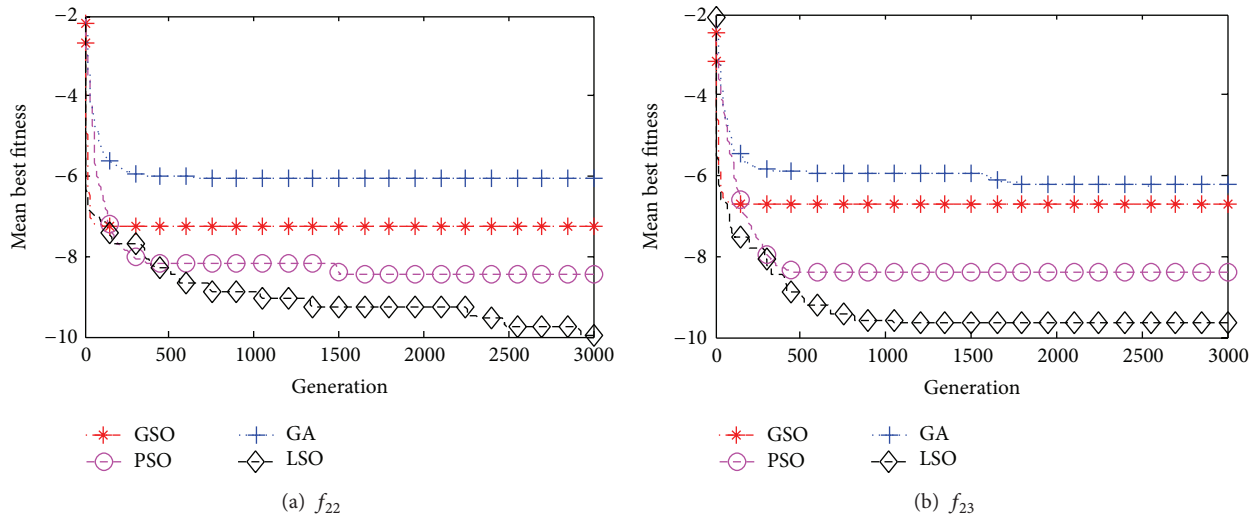 −2
−4
−6
−8
−10
Mean best fitness
0 500 1000 1500 2000 2500 3000
Generation
GSO GA
PSO LSO
(a) f22
−2
−4
−6
−8
−10
Mean best fitness
0 500 1000 1500 2000 2500 3000
Generation
GSO GA
PSO LSO
(b) f23